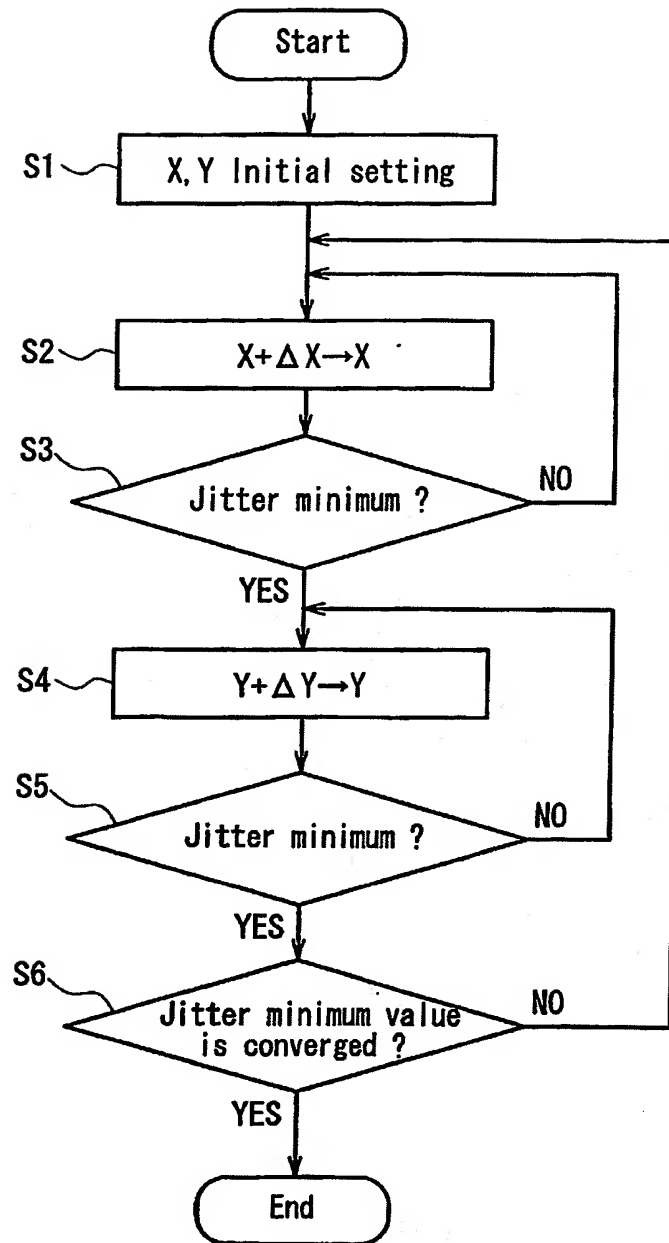 Start
S1
X, Y Initial setting
S2
X+ΔX→X
S3
Jitter minimum ?
NO
YES
S4
Y+ΔY→Y
S5
Jitter minimum ?
NO
YES
S6
Jitter minimum value
is converged ?
NO
YES
End